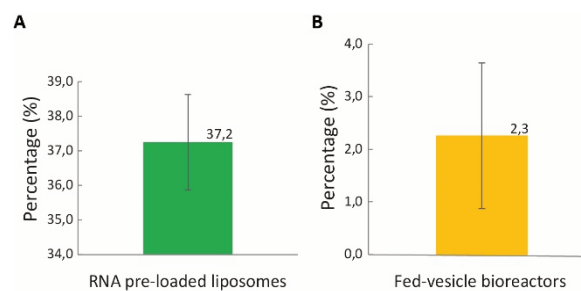 A
Percentage (%)
39,0
38,0
37,0
36,0
35,0
34,0
37,2
RNA pre-loaded liposomes
B
Percentage (%)
4,0
3,0
2,0
1,0
0,0
2,3
Fed-vesicle bioreactors